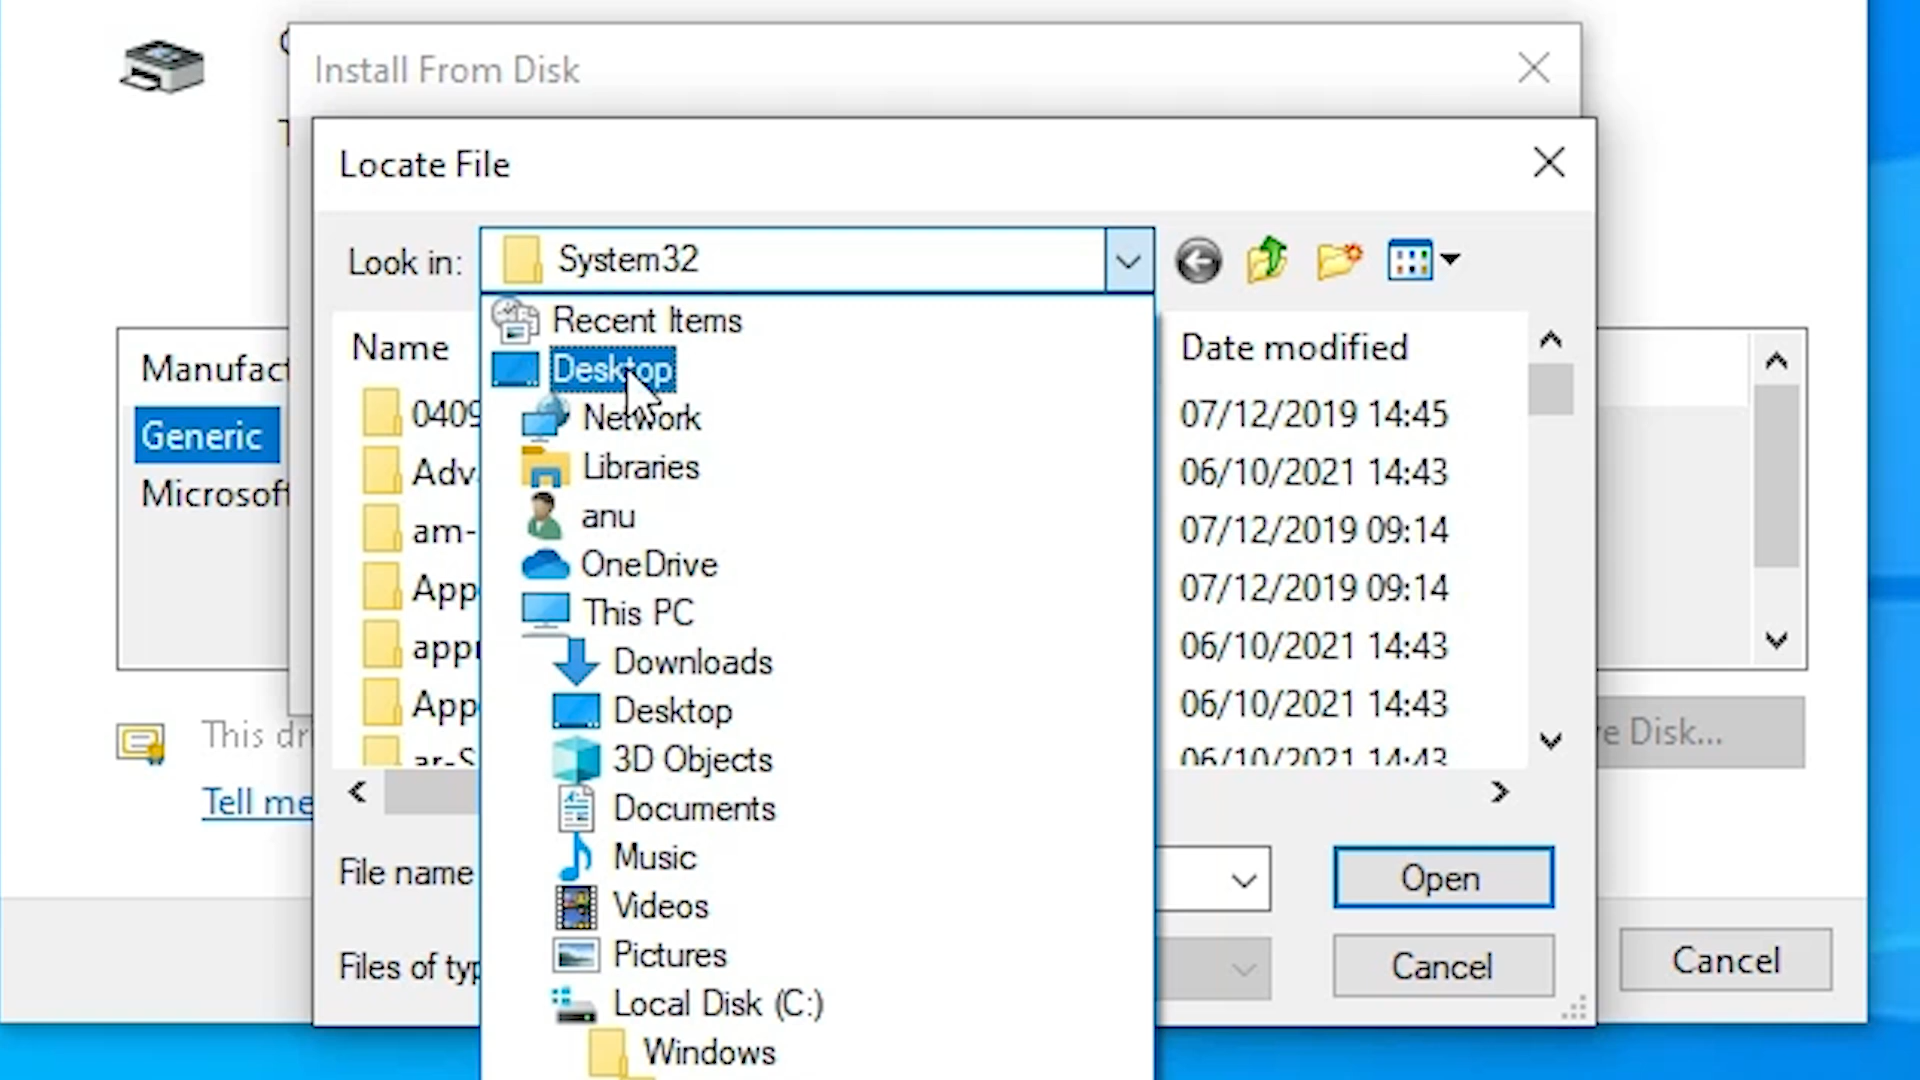 Install From Disk
Locate File
Look in:
System32
Recent Items
Desktop
Network
Libraries
anu
OneDrive
This PC
Downloads
Desktop
3D Objects
Documents
Music
Videos
Pictures
Local Disk (C:)
Windows
Name
0409
Adv
am-
App
app
App
ar-S
Date modified
07/12/2019 14:45
06/10/2021 14:43
07/12/2019 09:14
07/12/2019 09:14
06/10/2021 14:43
06/10/2021 14:43
06/10/2021 14:43
File name
Files of typ
Open
Cancel
Manufact
Generic
Microsoft
This dr
Tell me
e Disk...
Cancel